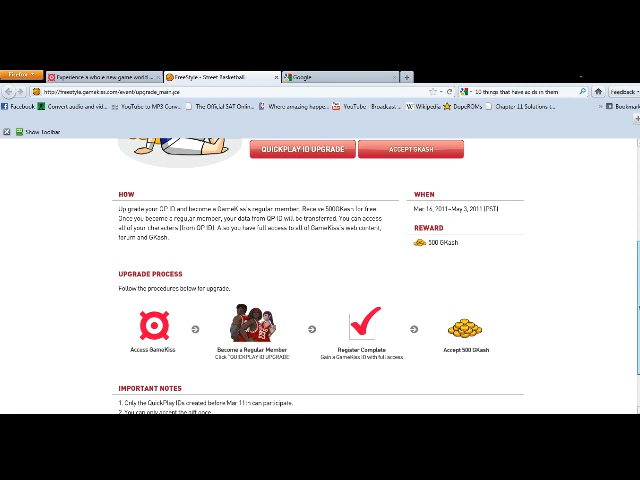 Firefox
Experience a whole new game world ...
FreeStyle - Street Basketball
Google
http://freestyle.gamekiss.com/event/upgrade_main.jce
10 things that have acids in them
Feedback
Facebook
Convert audio and vid...
YouTube to MP3 Conv...
The Official SAT Onlin...
Where amazing happe...
YouTube - Broadcast...
Wikipedia
DopeROMs
Chapter 11 Solutions t...
Bookmark
Show Toolbar
QUICKPLAY ID UPGRADE
ACCEPT GKASH
HOW
Upgrade your QP ID and become a GameKiss's regular member. Receive 500GKash for free.
Once you become a regular member, your data from QP ID will be transferred. You can access
all of your characters (from QP ID). Also you have full access to all of GameKiss's web content,
forum and GKash.
WHEN
Mar 16, 2011~May 3, 2011 (PST)
REWARD
500 GKash
UPGRADE PROCESS
Follow the procedures below for upgrade.
Access GameKiss
Become a Regular Member
Click "QUICKPLAY ID UPGRADE"
Register Complete
Gain a GameKiss ID with full access
Accept 500 GKash
IMPORTANT NOTES
1. Only the QuickPlay IDs created before Mar 11th can participate.
2. You can only accept the gift once.